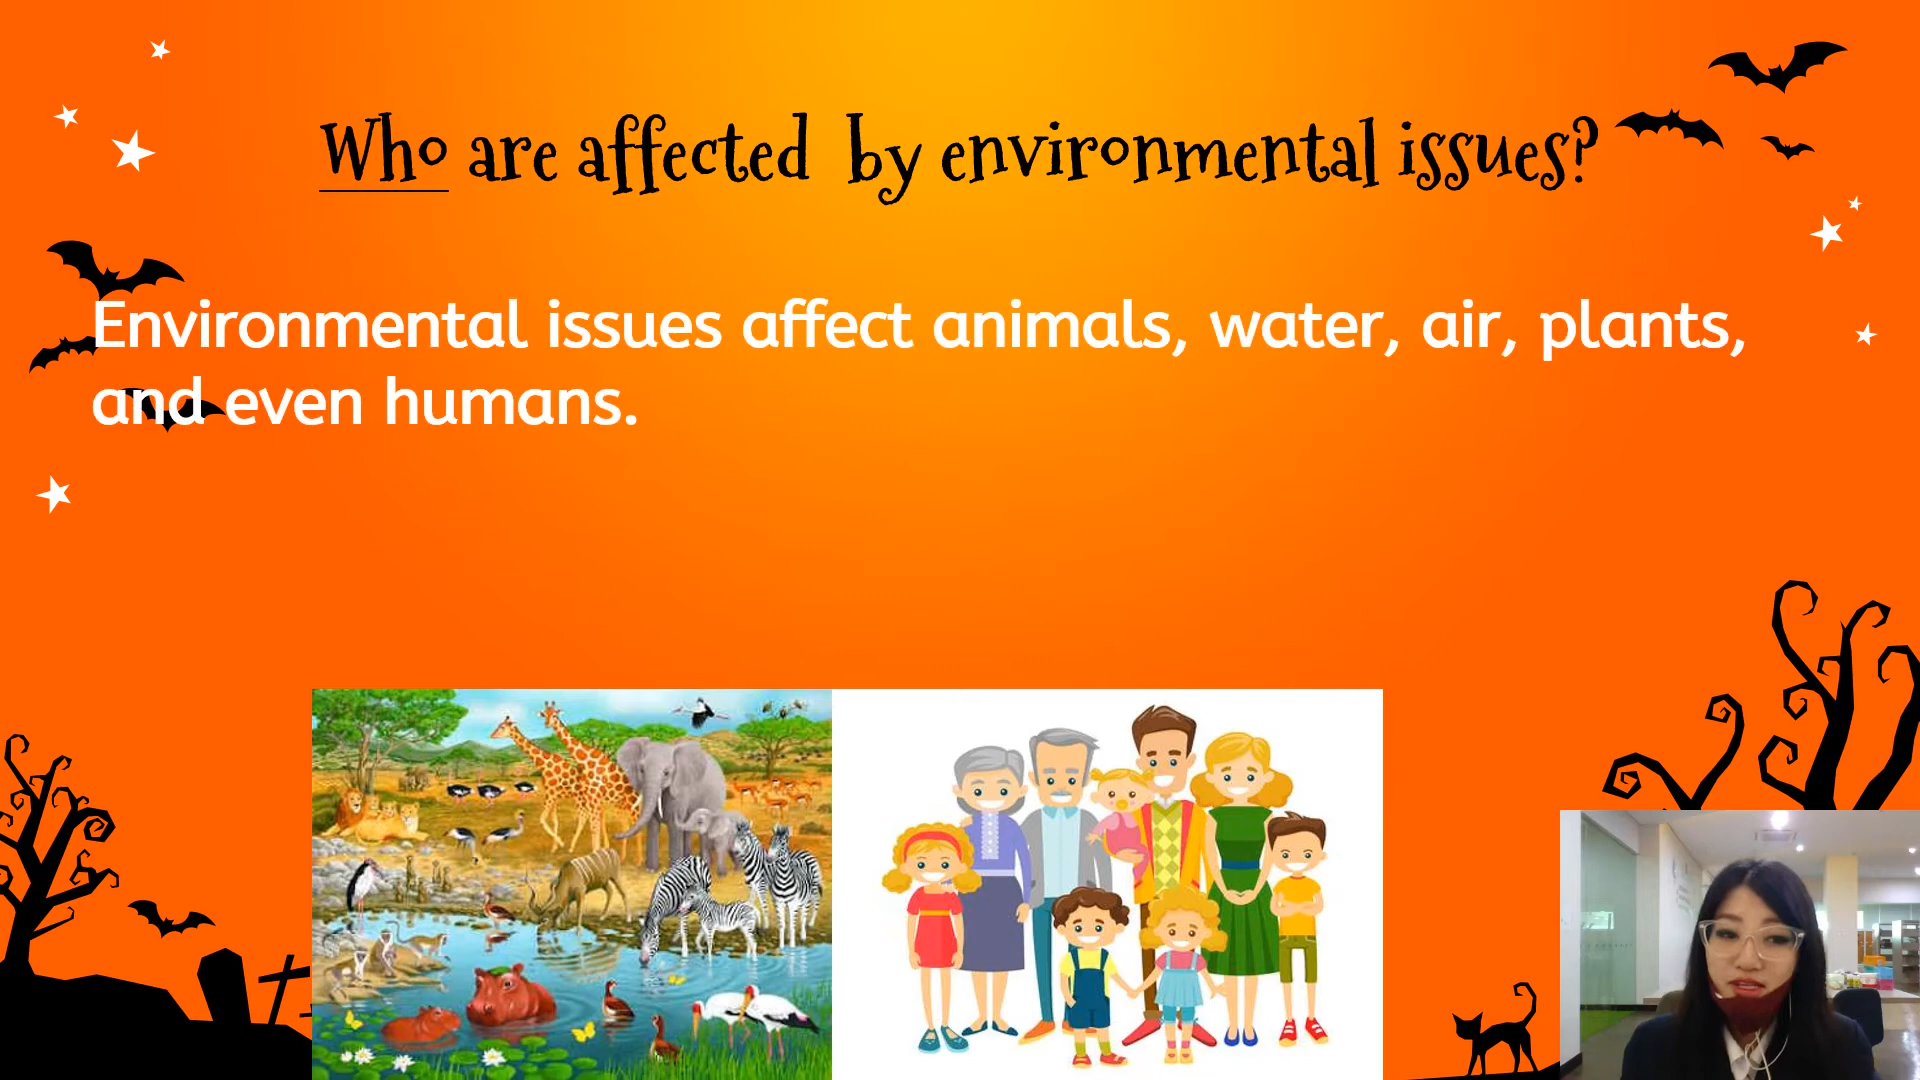 Who are affected by environmental issues?
Environmental issues affect animals, water, air, plants,
and even humans.